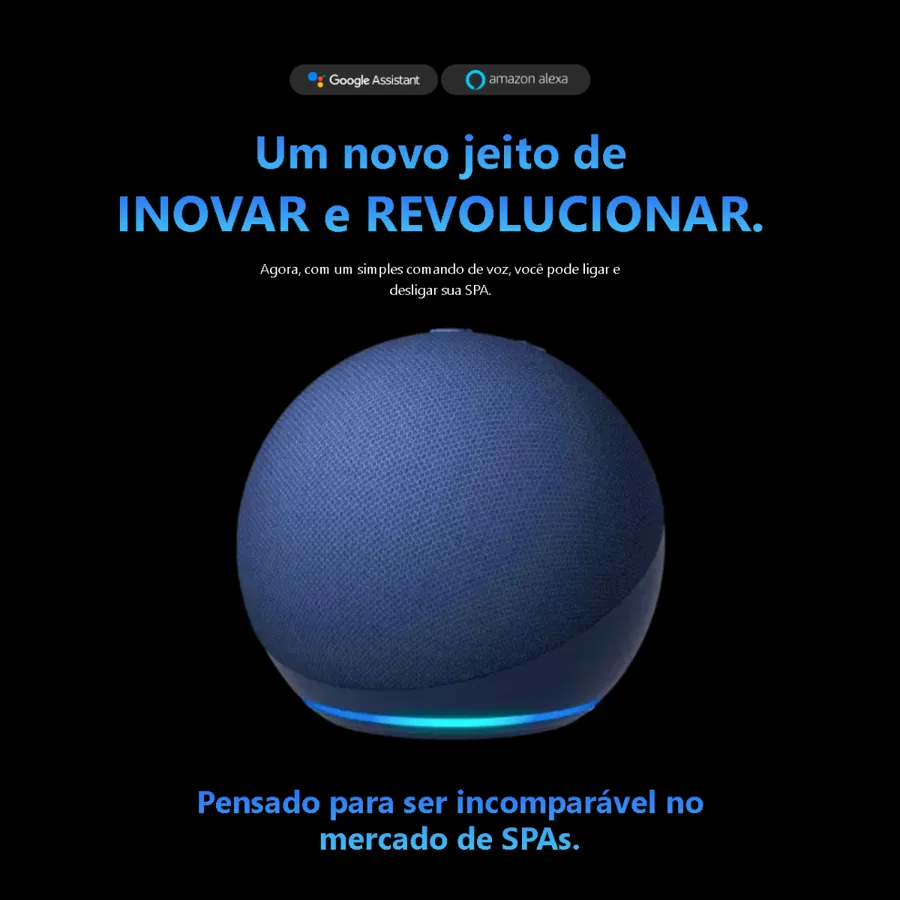 Google Assistant amazon alexa
Um novo jeito de
INOVAR e REVOLUCIONAR.
Agora, com um simples comando de voz, você pode ligar e
desligar sua SPA.
Pensado para ser incomparável no
mercado de SPAs.